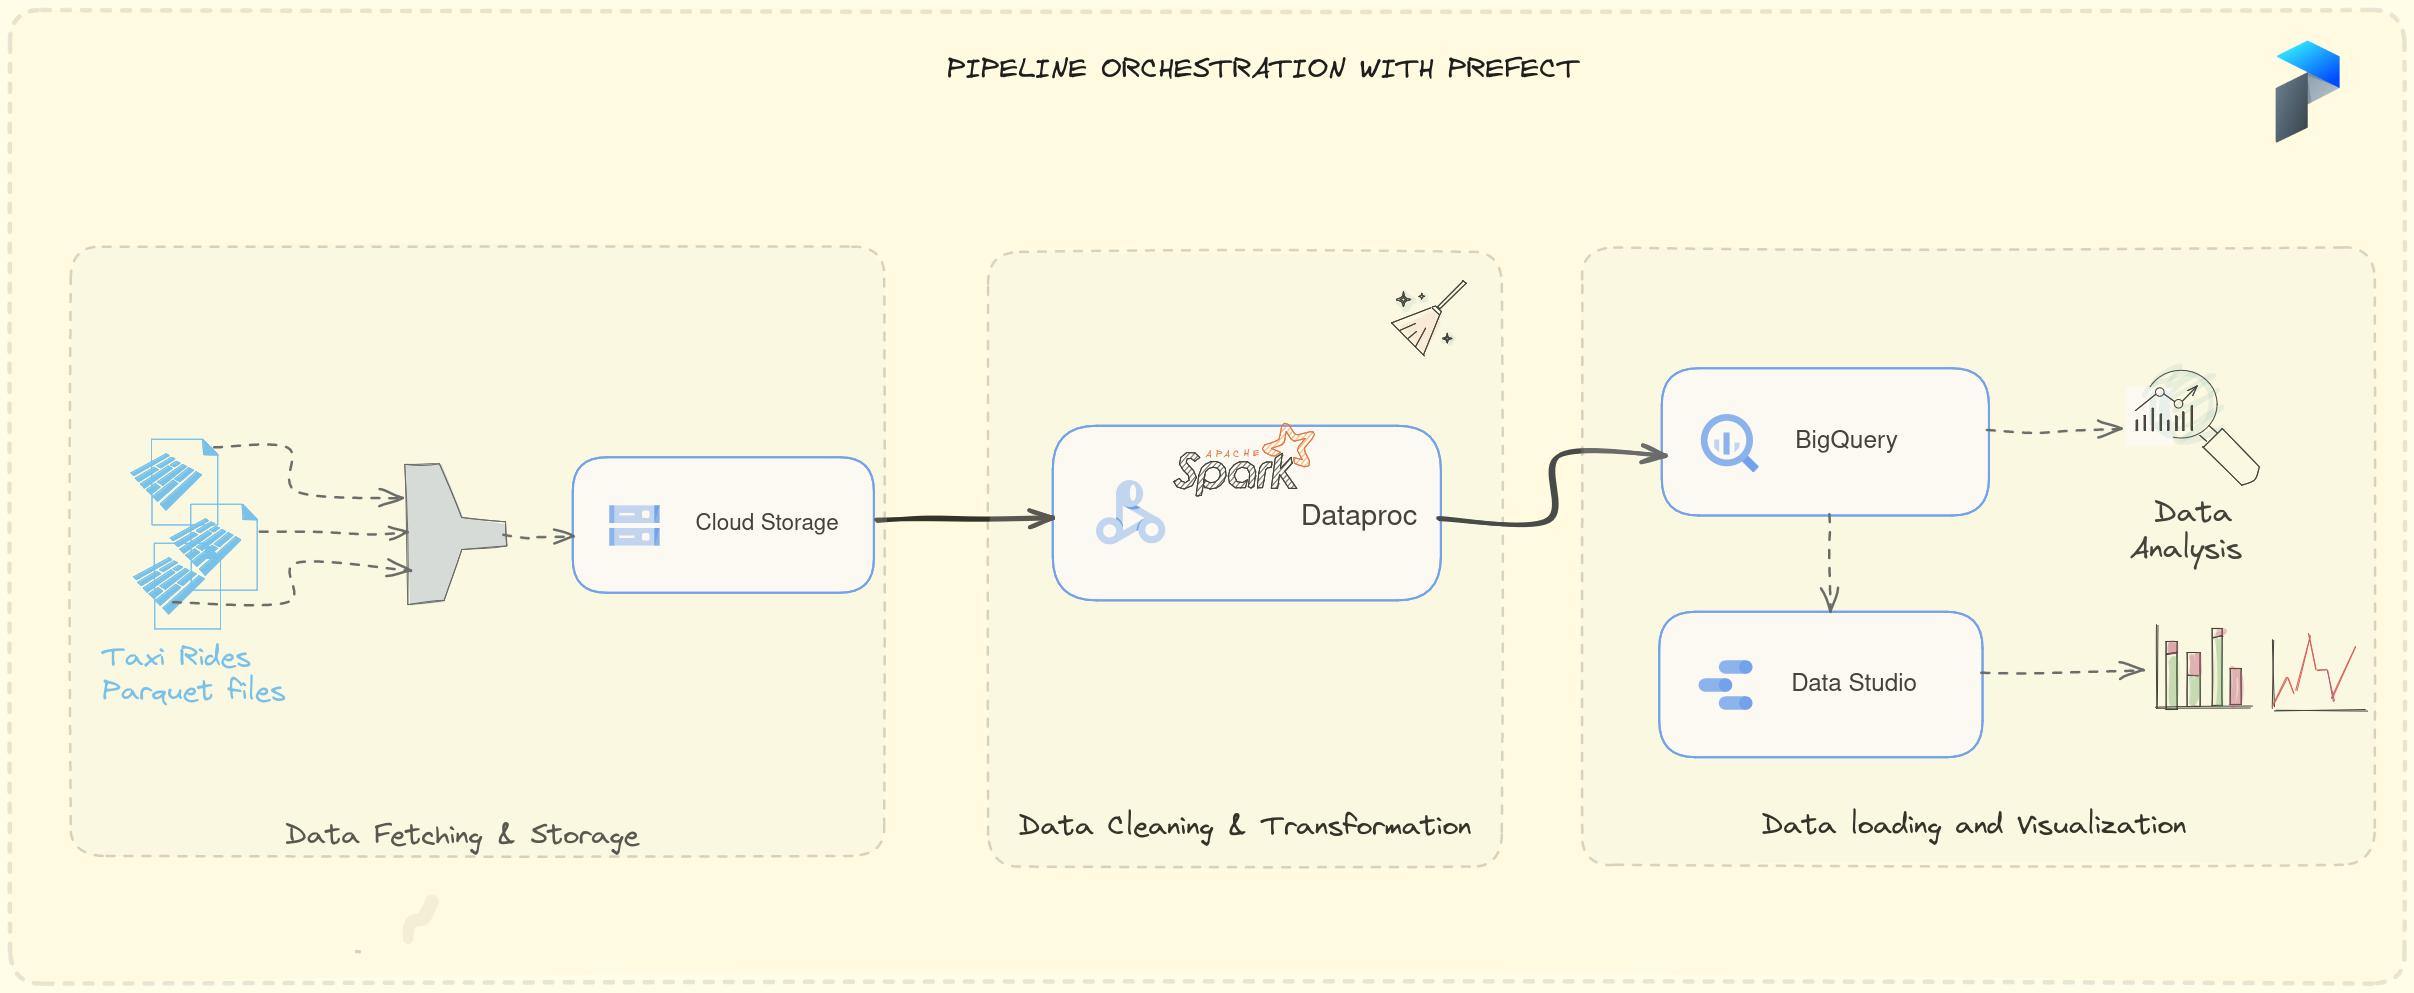 PIPELINE ORCHESTRATION WITH PREFECT
Taxi Rides
Parquet files
Cloud Storage
Data Fetching & Storage
APACHE
Spark
Dataproc
Data Cleaning & Transformation
BigQuery
Data
Analysis
Data Studio
Data loading and Visualization